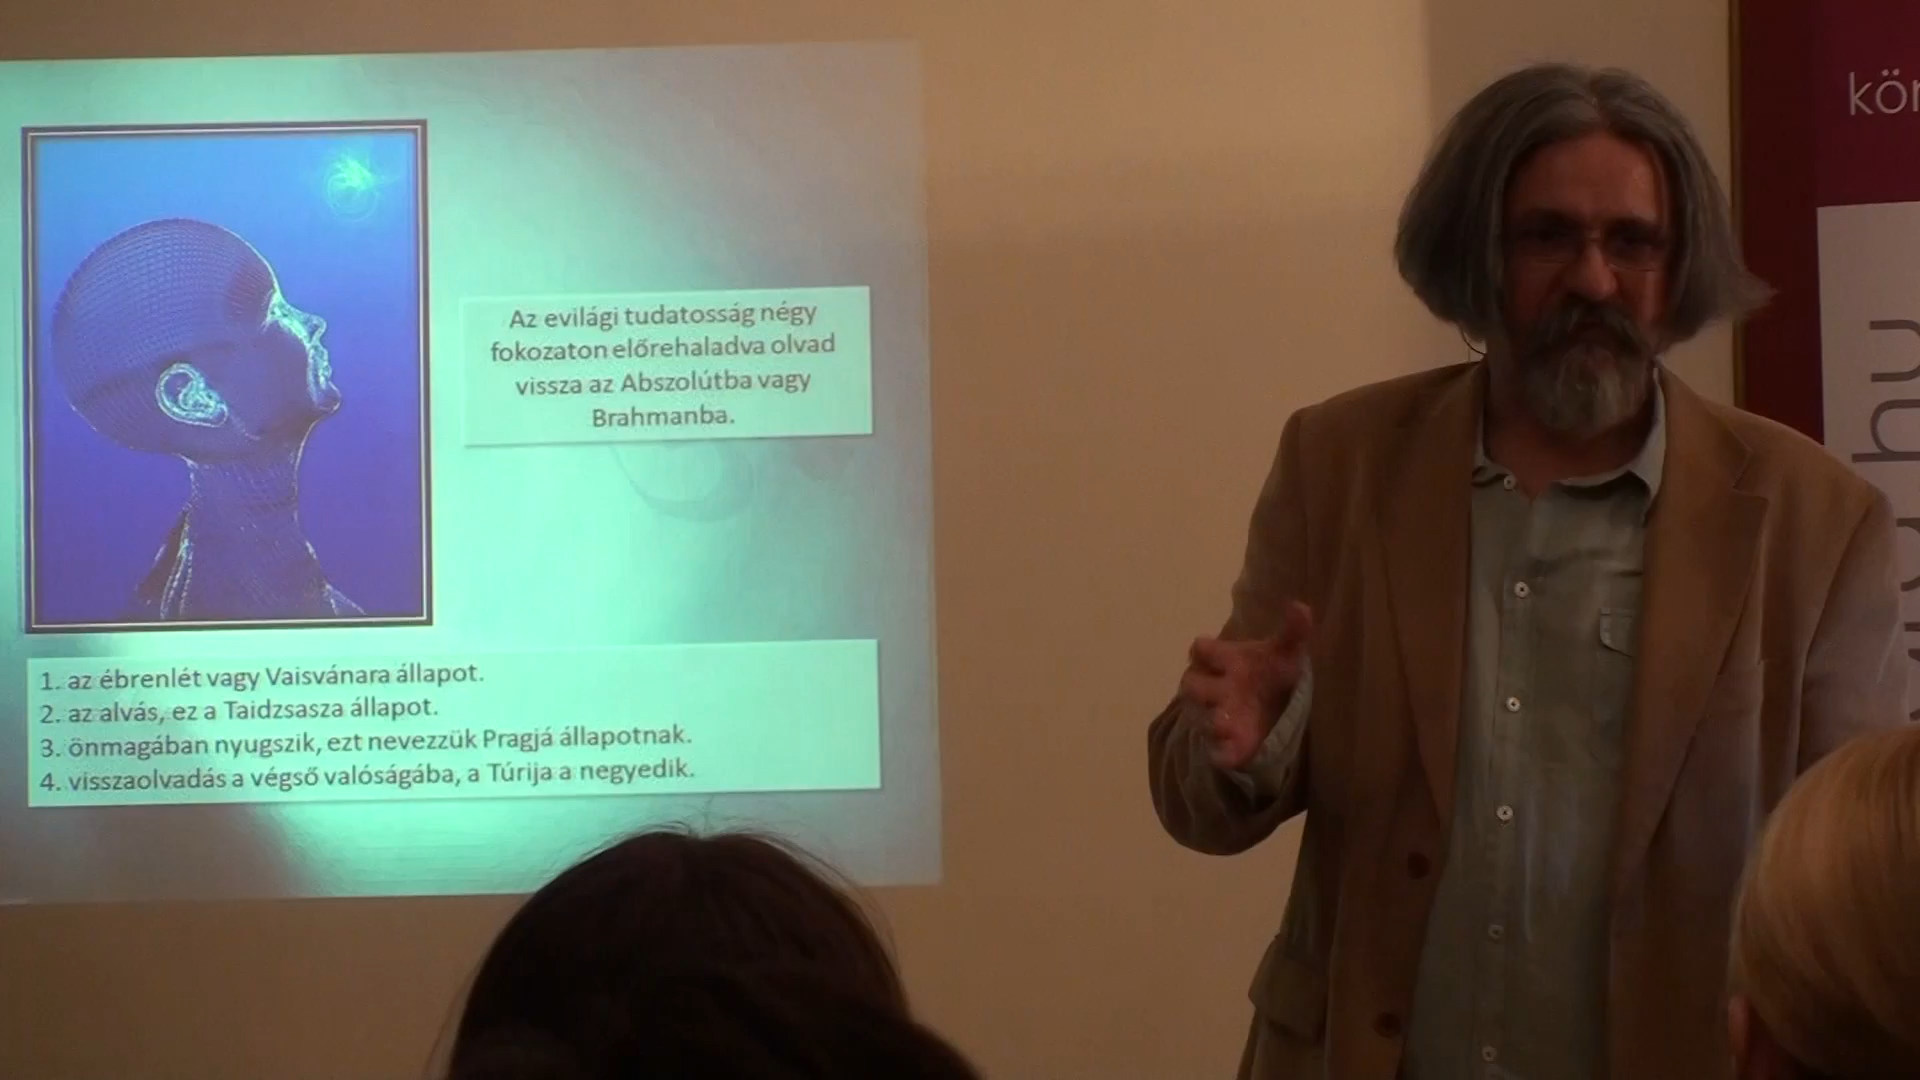 Az evilági tudatosság négy
fokozaton előrehaladva olvad
vissza az Abszolútba vagy
Brahmanba.
1. az ébrenlét vagy Vaisvánara állapot.
2. az alvás, ez a Taidzsasza állapot.
3. önmagában nyugszik, ezt nevezzük Pragjá állapotnak.
4. visszaolvadás a végső valóságába, a Túrija a negyedik.
kör
hu